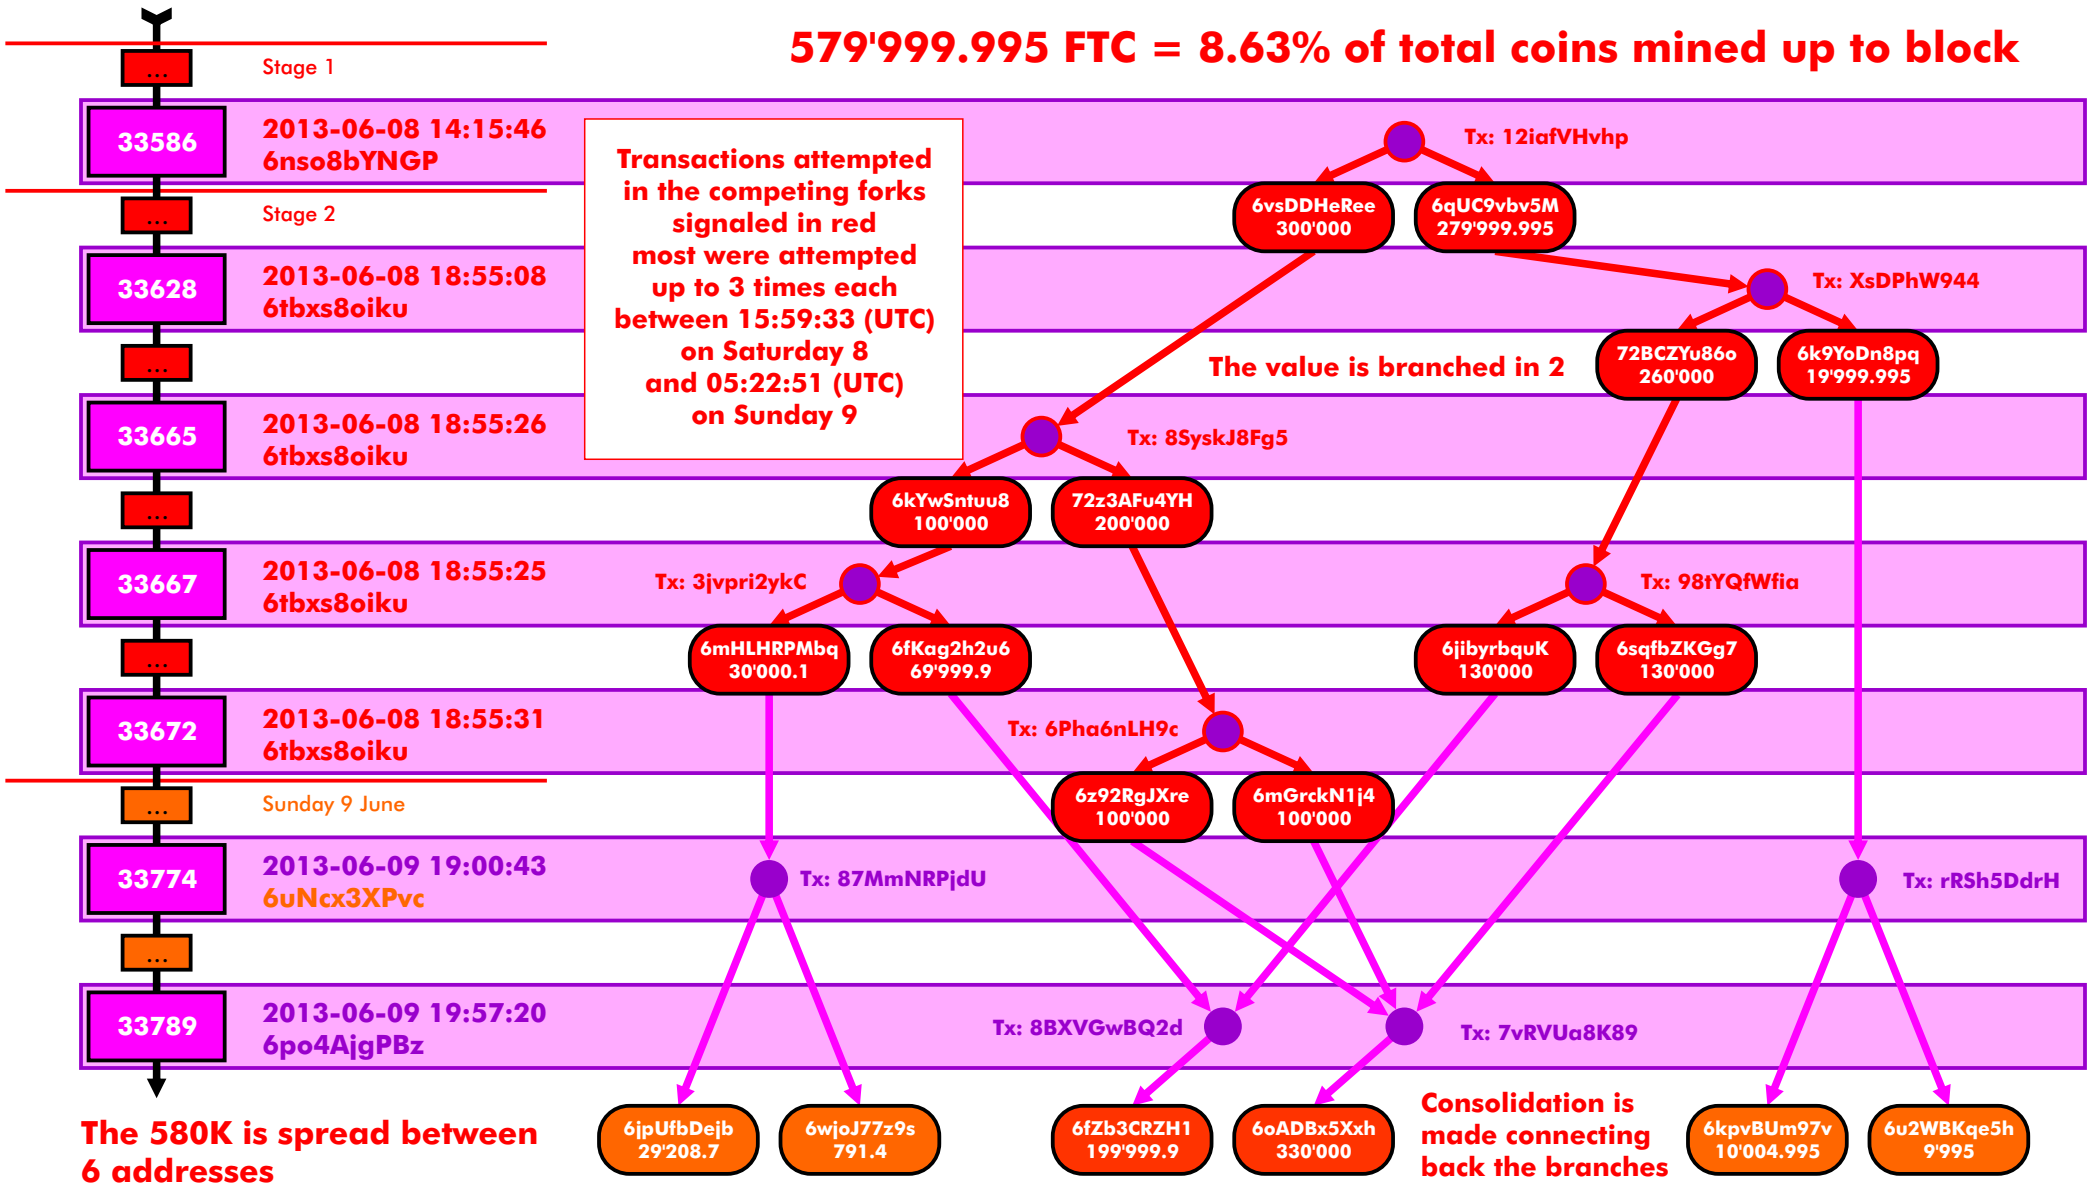 579'999.995 FTC = 8.63% of total coins mined up to block
...
Stage 1
33586
2013-06-08 14:15:46
6nso8bYNGP
Transactions attempted
in the competing forks
signaled in red
most were attempted
up to 3 times each
between 15:59:33 (UTC)
on Saturday 8
and 05:22:51 (UTC)
on Sunday 9
Tx: 12iafVHvhp
6vsDDHeRee
300'000
6qUC9vbv5M
279'999.995
...
Stage 2
33628
2013-06-08 18:55:08
6tbxs8oiku
Tx: XsDPhW944
...
The value is branched in 2
72BCZYu86o
260'000
6k9YoDn8pq
19'999.995
33665
2013-06-08 18:55:26
6tbxs8oiku
Tx: 8SyskJ8Fg5
...
6kYwSntuu8
100'000
72z3AFu4YH
200'000
33667
2013-06-08 18:55:25
6tbxs8oiku
Tx: 3jvpri2ykC
Tx: 98tYQfWfia
...
6mHLHRPMbq
30'000.1
6fKag2h2u6
69'999.9
6jibyrbquK
130'000
6sqfbZKGg7
130'000
33672
2013-06-08 18:55:31
6tbxs8oiku
Tx: 6Pha6nLH9c
...
Sunday 9 June
6z92RgJXre
100'000
6mGrckN1j4
100'000
33774
2013-06-09 19:00:43
6uNcx3XPvc
Tx: 87MmNRPjdU
Tx: rRSh5DdrH
...
33789
2013-06-09 19:57:20
6po4AjgPBz
Tx: 8BXVGwBQ2d
Tx: 7vRVUa8K89
The 580K is spread between
6 addresses
6jpUfbDejb
29'208.7
6wjoJ77z9s
791.4
6fZb3CRZH1
199'999.9
6oADBx5Xxh
330'000
Consolidation is
made connecting
back the branches
6kpvBUm97v
10'004.995
6u2WBKqe5h
9'995